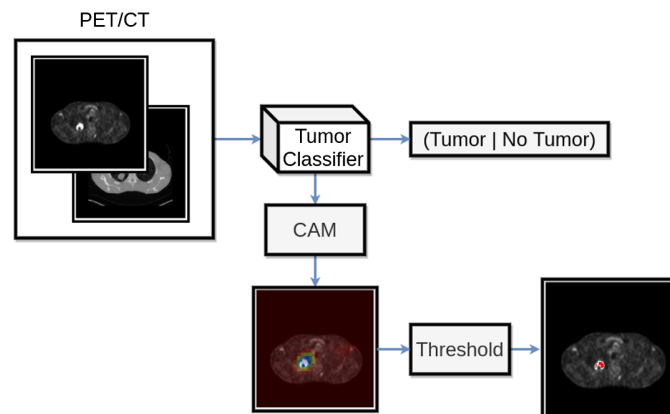 PET/CT
Tumor
Classifier
(Tumor | No Tumor)
CAM
Threshold